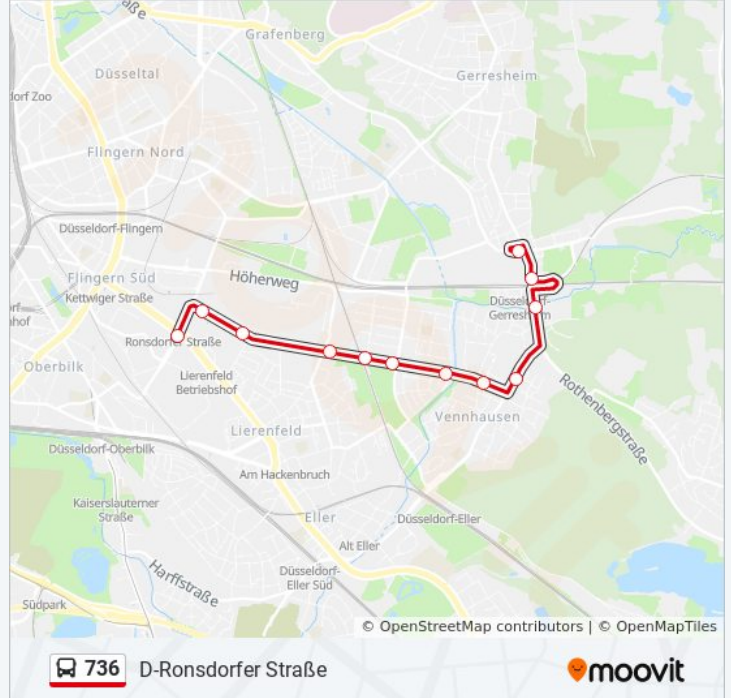 aße
Grafenberg
Düsseltal
Gerresheim
dorf Zoo
Flingern Nord
Düsseldorf-Flingern
Flingern Süd
Höherweg
Kettwiger Straße
hof
Düsseldorf-
Gerresheim
Ronsdorfer Straße
Oberbilk
Lierenfeld
Betriebshof
Rothenbergstraße
Vennhausen
Lierenfeld
Düsseldorf-Oberbilk
Am Hackenbruch
Kaiserslauterner
Straße
Eller
Düsseldorf-Eller
Alt Eller
Harffstraße
Düsseldorf-
Eller Süd
Südpark
© OpenStreetMap contributors | © OpenMapTiles
736 D-Ronsdorfer Straße
moovit